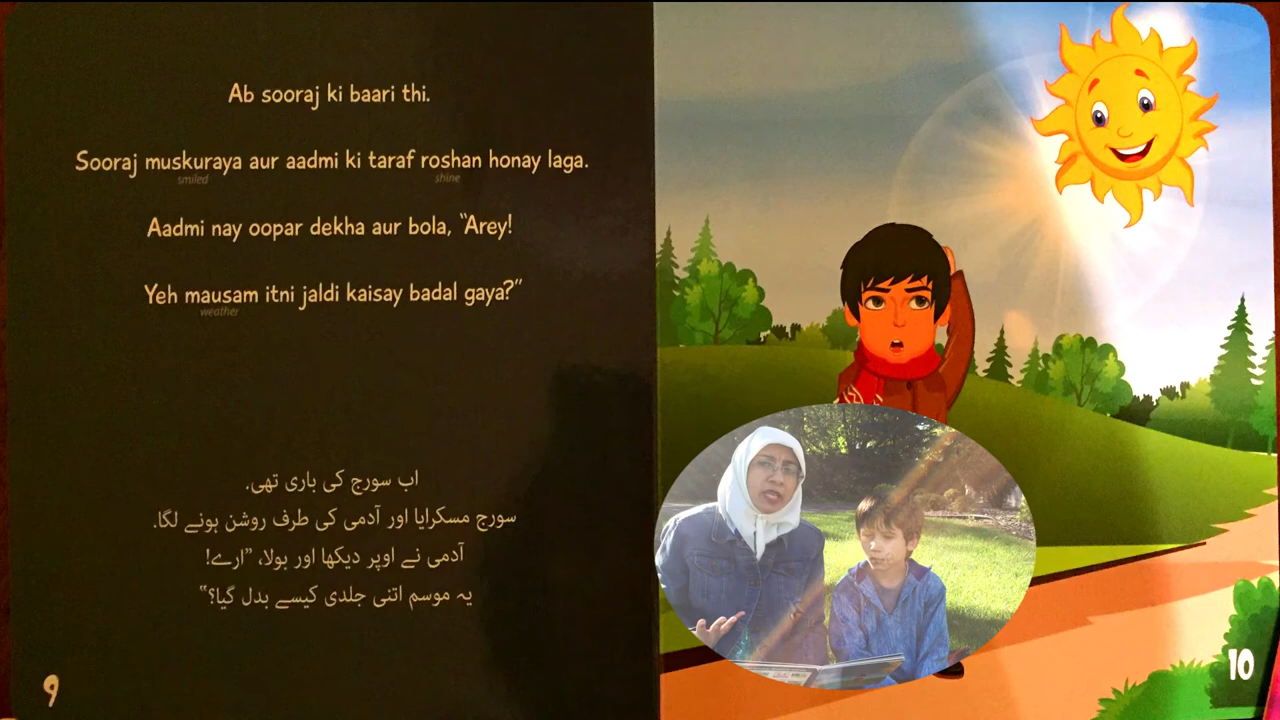 Ab sooraj ki baari thi.
Sooraj muskuraya aur aadmi ki taraf roshan honay laga.
smiled shine
Aadmi nay oopar dekha aur bola, “Arey!
Yeh mausam itni jaldi kaisay badal gaya?”
weather
اب سورج کی باری تھی.
سورج مسکرایا اور آدمی کی طرف روشن ہونے لگا.
آدمی نے اوپر دیکھا اور بولا، ”ارے!
یہ موسم اتنی جلدی کیسے بدل گیا؟“
9
10